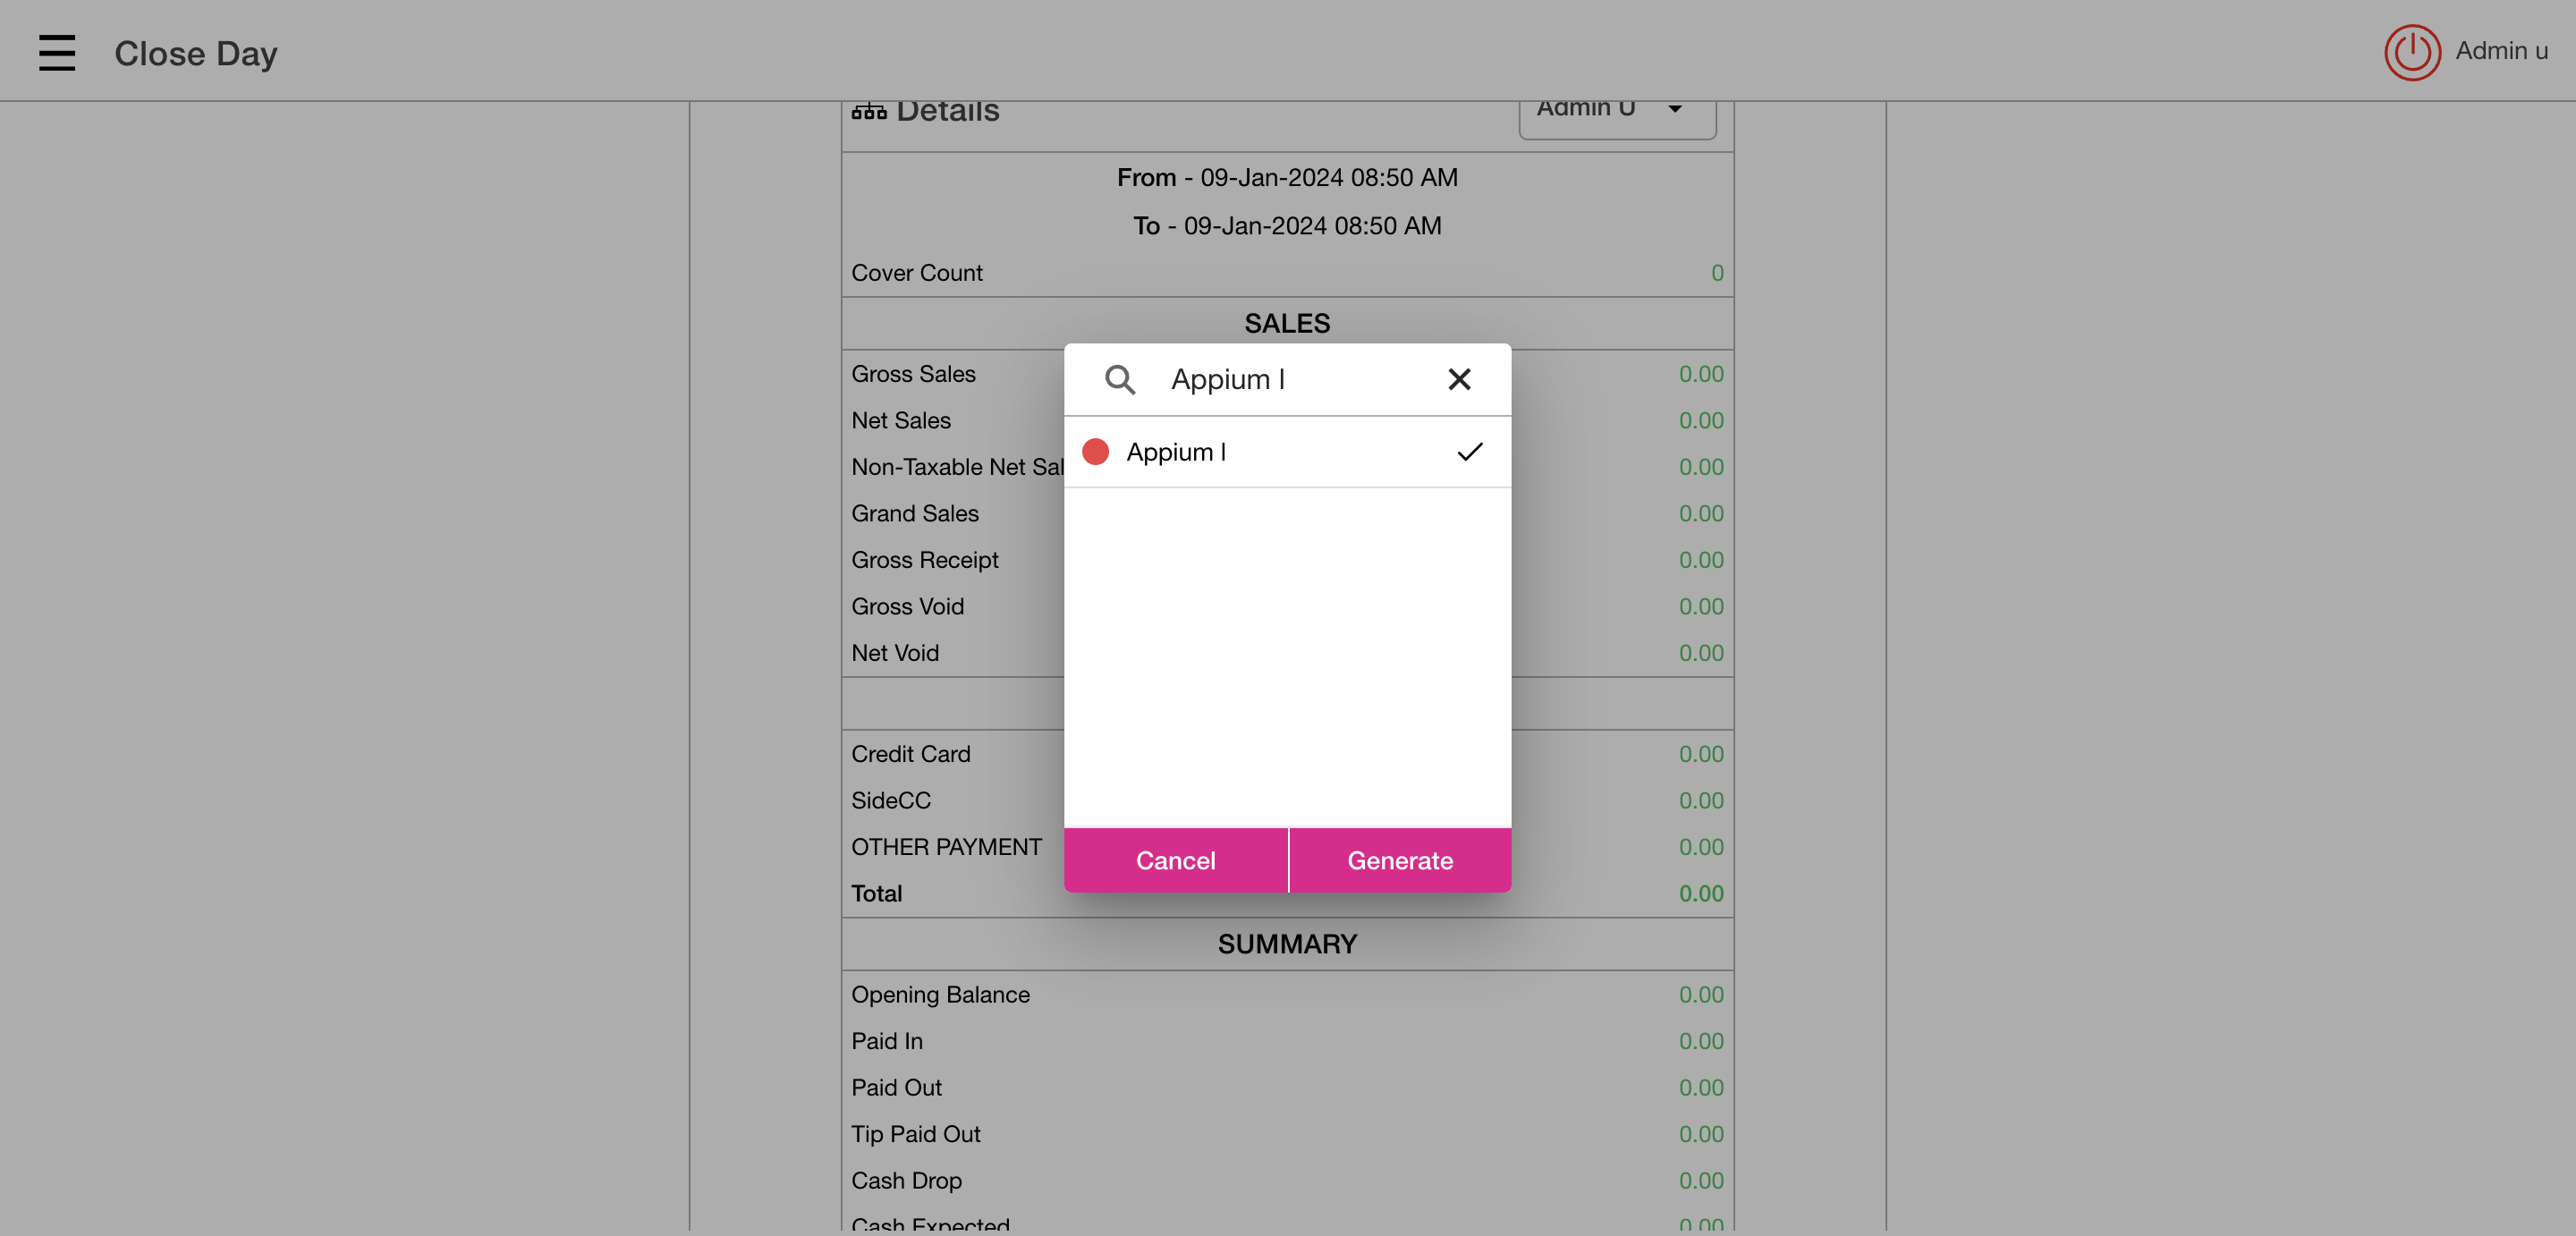 Close Day
Admin u
Details
Admin U
From - 09-Jan-2024 08:50 AM
To - 09-Jan-2024 08:50 AM
Cover Count 0
SALES
Gross Sales 0.00
Net Sales 0.00
Non-Taxable Net Sal 0.00
Grand Sales 0.00
Gross Receipt 0.00
Gross Void 0.00
Net Void 0.00
Credit Card 0.00
SideCC 0.00
OTHER PAYMENT 0.00
Total 0.00
Appium I
Appium I
Cancel
Generate
SUMMARY
Opening Balance 0.00
Paid In 0.00
Paid Out 0.00
Tip Paid Out 0.00
Cash Drop 0.00
Cash Expected 0.00